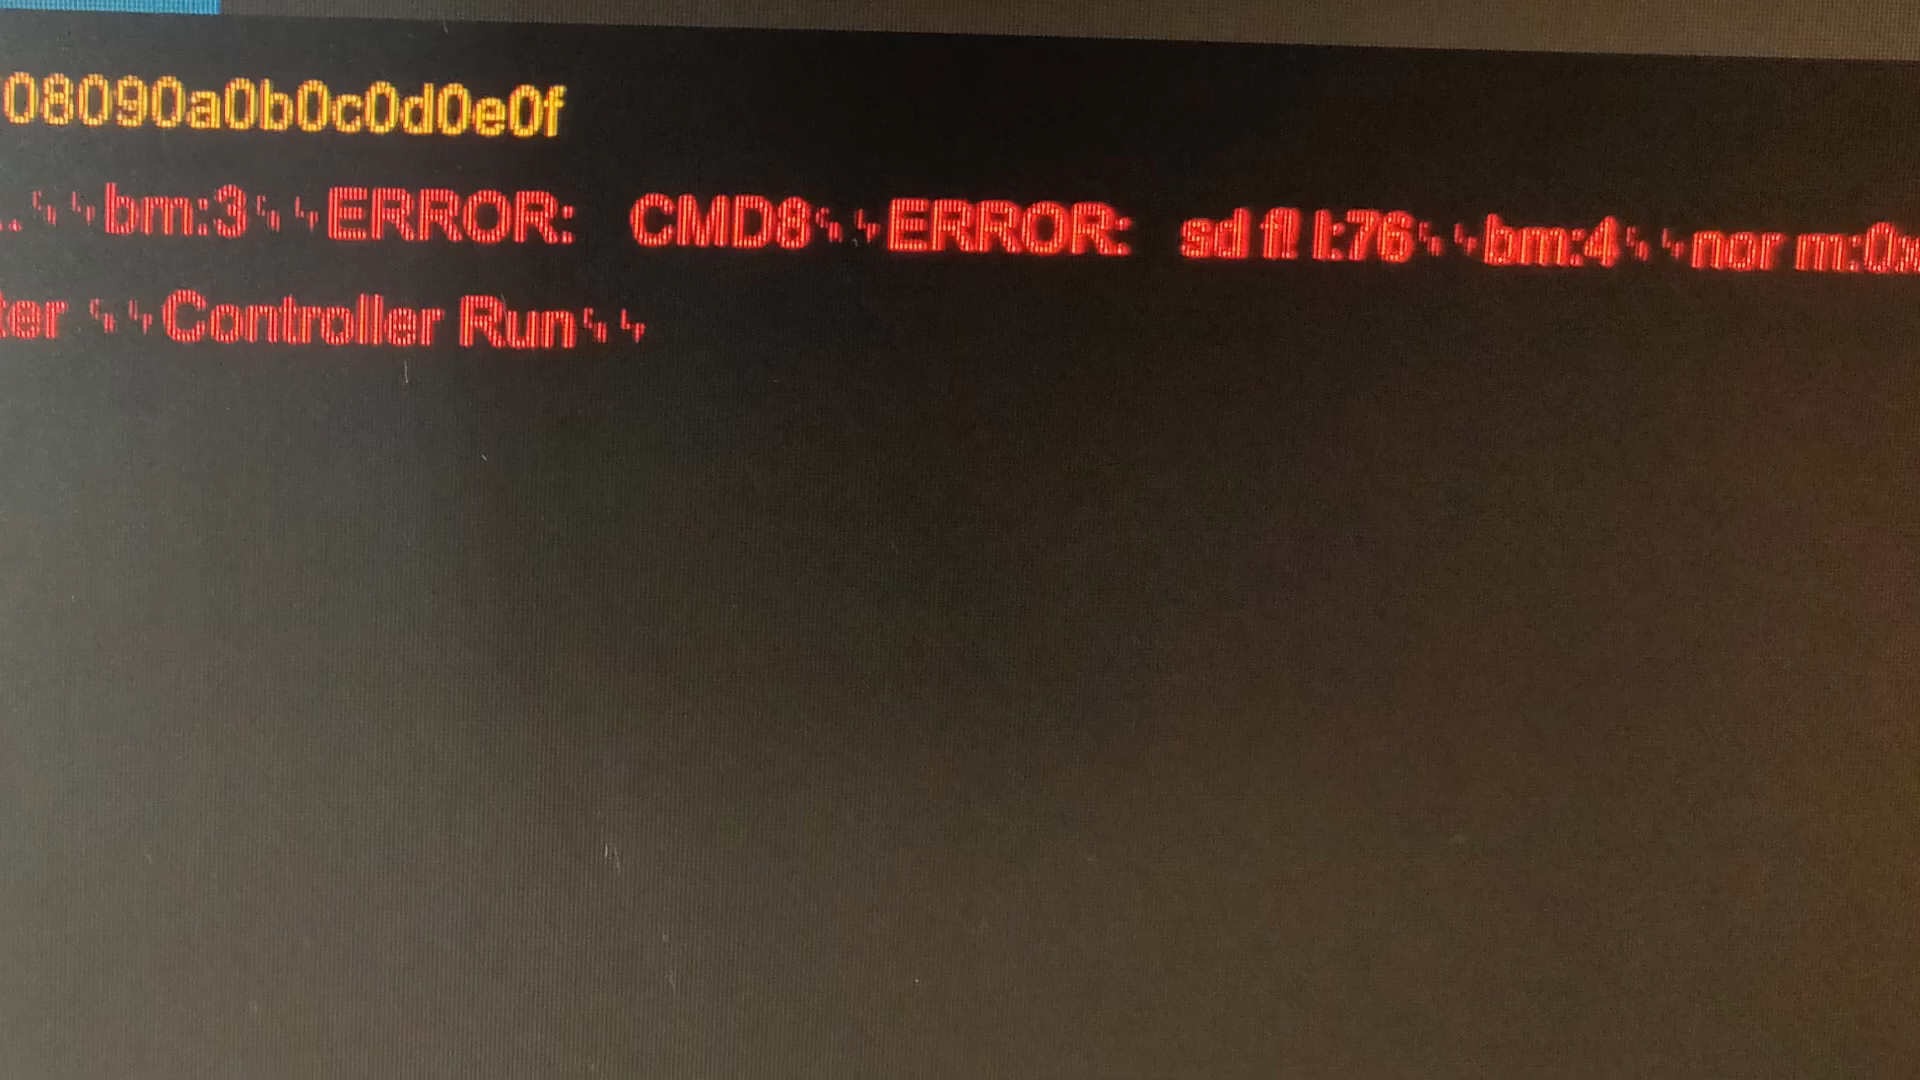 08090a0b0c0d0e0f
..␍␊bm:3␍␊ERROR: CMD8␍␊ERROR: sd fl l:76␍␊bm:4␍␊nor m:0x
ter ␍␊Controller Run␍␊